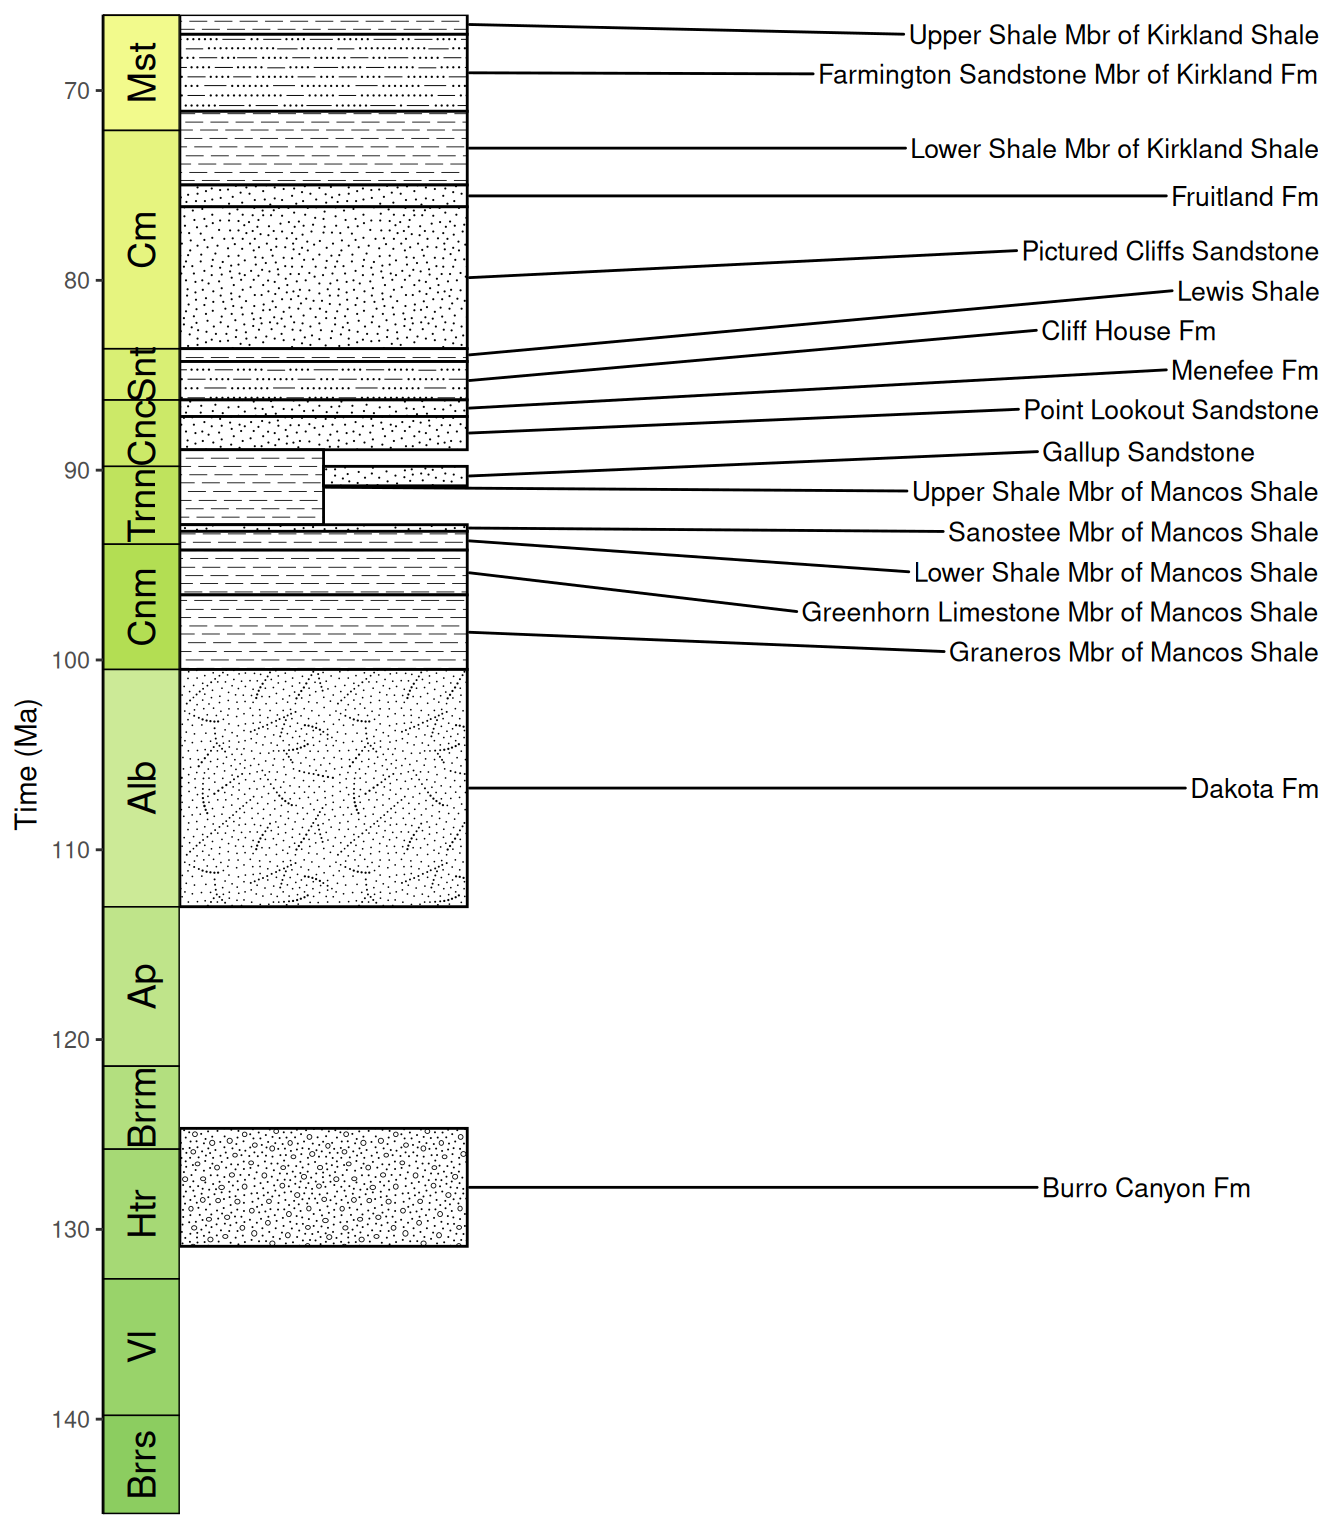 Time (Ma)
70
80
90
100
110
120
130
140
Mst
Cm
Snt
Cnc
Trnn
Cnm
Alb
Ap
Brrm
Htr
Vl
Brrs
Upper Shale Mbr of Kirkland Shale
Farmington Sandstone Mbr of Kirkland Fm
Lower Shale Mbr of Kirkland Shale
Fruitland Fm
Pictured Cliffs Sandstone
Lewis Shale
Cliff House Fm
Menefee Fm
Point Lookout Sandstone
Gallup Sandstone
Upper Shale Mbr of Mancos Shale
Sanostee Mbr of Mancos Shale
Lower Shale Mbr of Mancos Shale
Greenhorn Limestone Mbr of Mancos Shale
Graneros Mbr of Mancos Shale
Dakota Fm
Burro Canyon Fm